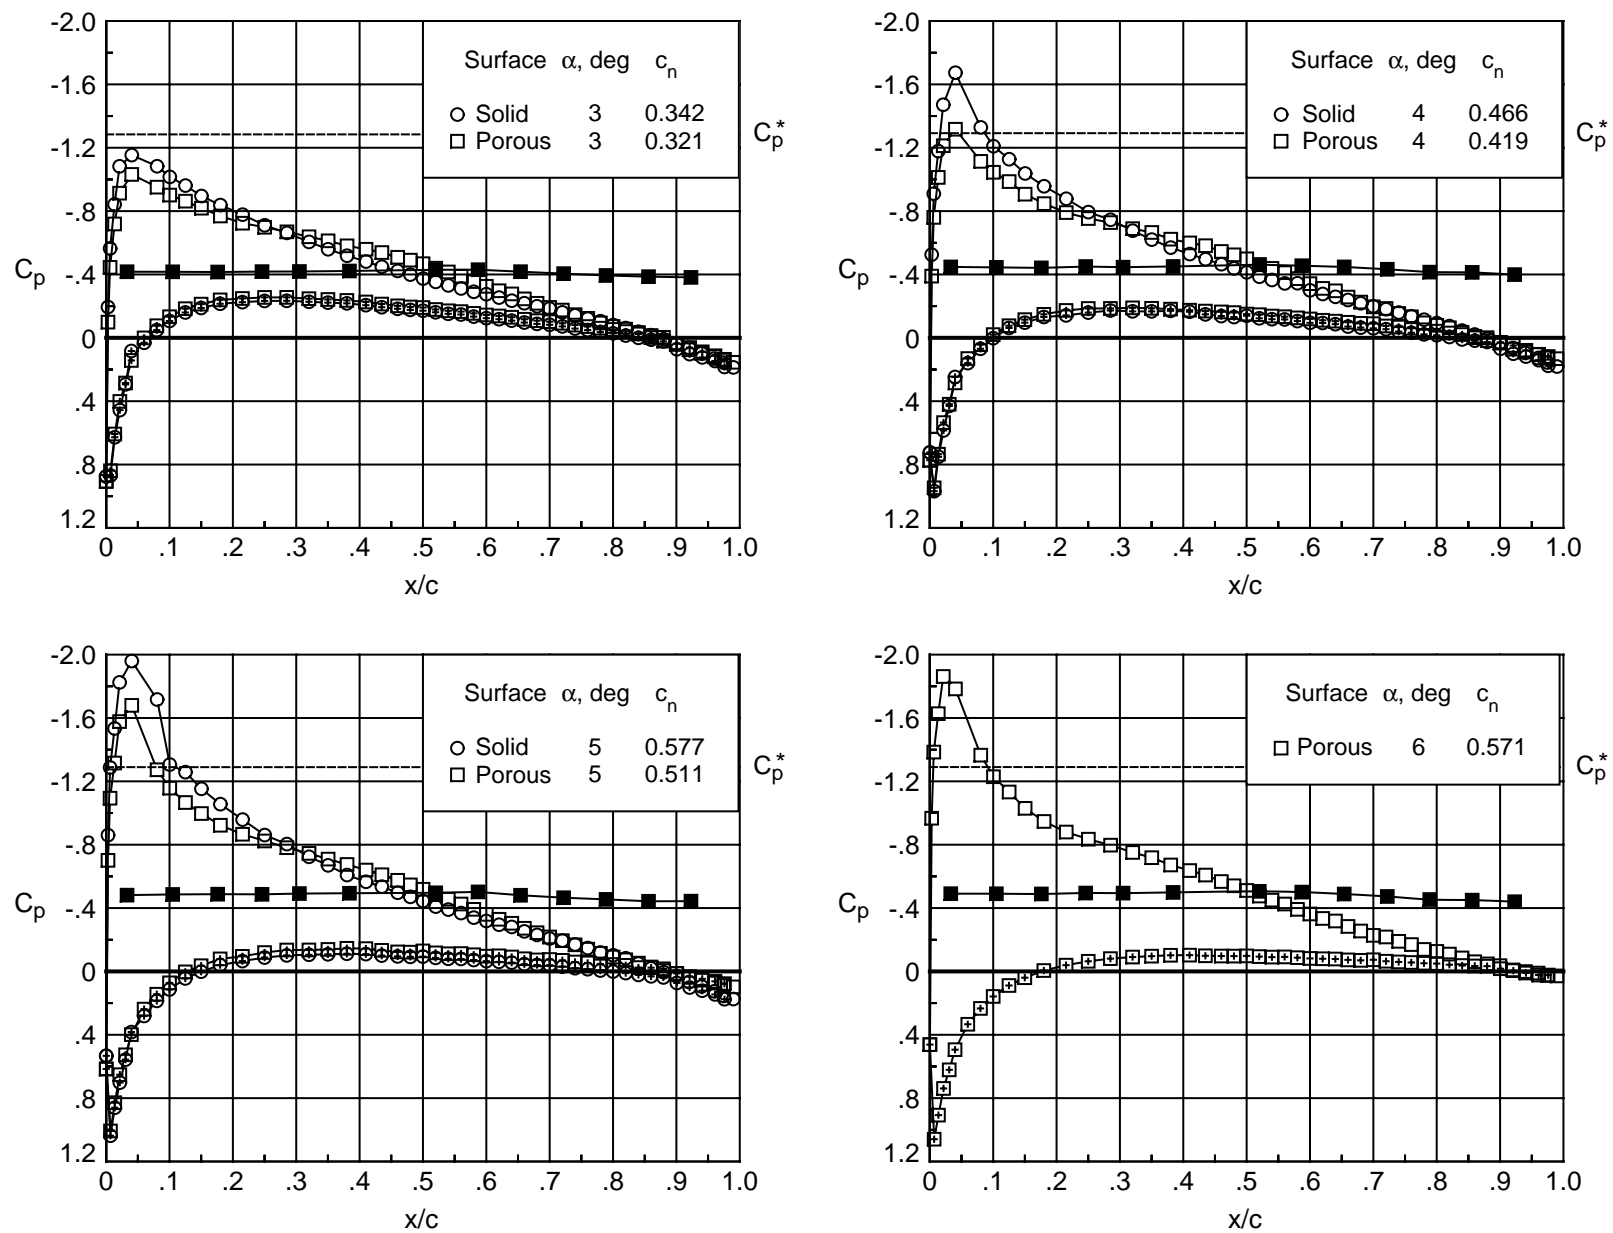 -2.0
-1.6
-1.2
-.8
-.4
0
.4
.8
1.2
Cp
Surface α, deg cn
Solid 3 0.342
Porous 3 0.321
Cp*
0 .1 .2 .3 .4 .5 .6 .7 .8 .9 1.0
x/c
-2.0
-1.6
-1.2
-.8
-.4
0
.4
.8
1.2
Cp
Surface α, deg cn
Solid 4 0.466
Porous 4 0.419
Cp*
0 .1 .2 .3 .4 .5 .6 .7 .8 .9 1.0
x/c
-2.0
-1.6
-1.2
-.8
-.4
0
.4
.8
1.2
Cp
Surface α, deg cn
Solid 5 0.577
Porous 5 0.511
Cp*
0 .1 .2 .3 .4 .5 .6 .7 .8 .9 1.0
x/c
-2.0
-1.6
-1.2
-.8
-.4
0
.4
.8
1.2
Cp
Surface α, deg cn
Porous 6 0.571
Cp*
0 .1 .2 .3 .4 .5 .6 .7 .8 .9 1.0
x/c